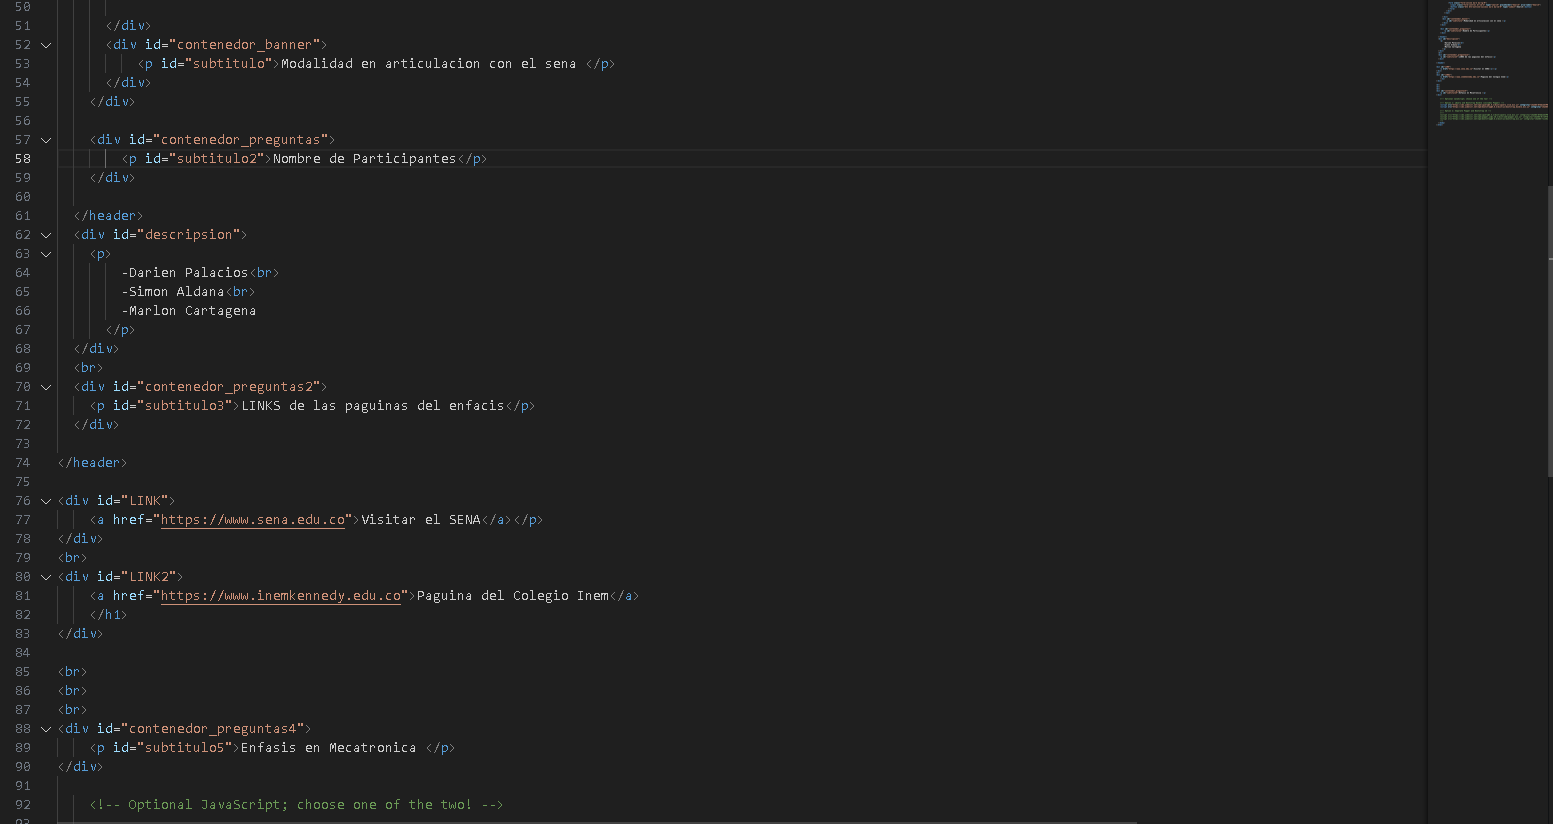 50
51 </div>
52 <div id="contenedor_banner">
53 <p id="subtitulo">Modalidad en articulacion con el sena </p>
54 </div>
55 </div>
56
57 <div id="contenedor_preguntas">
58 <p id="subtitulo2">Nombre de Participantes</p>
59 </div>
60
61 </header>
62 <div id="descripsion">
63 <p>
64 -Darien Palacios<br>
65 -Simon Aldana<br>
66 -Marlon Cartagena
67 </p>
68 </div>
69 <br>
70 <div id="contenedor_preguntas2">
71 <p id="subtitulo3">LINKS de las paguinas del enfacis</p>
72 </div>
73
74 </header>
75
76 <div id="LINK">
77 <a href="https://www.sena.edu.co">Visitar el SENA</a></p>
78 </div>
79 <br>
80 <div id="LINK2">
81 <a href="https://www.inemkennedy.edu.co">Paguina del Colegio Inem</a>
82 </h1>
83 </div>
84
85 <br>
86 <br>
87 <br>
88 <div id="contenedor_preguntas4">
89 <p id="subtitulo5">Enfasis en Mecatronica </p>
90 </div>
91
92 <!-- Optional JavaScript; choose one of the two! -->
93